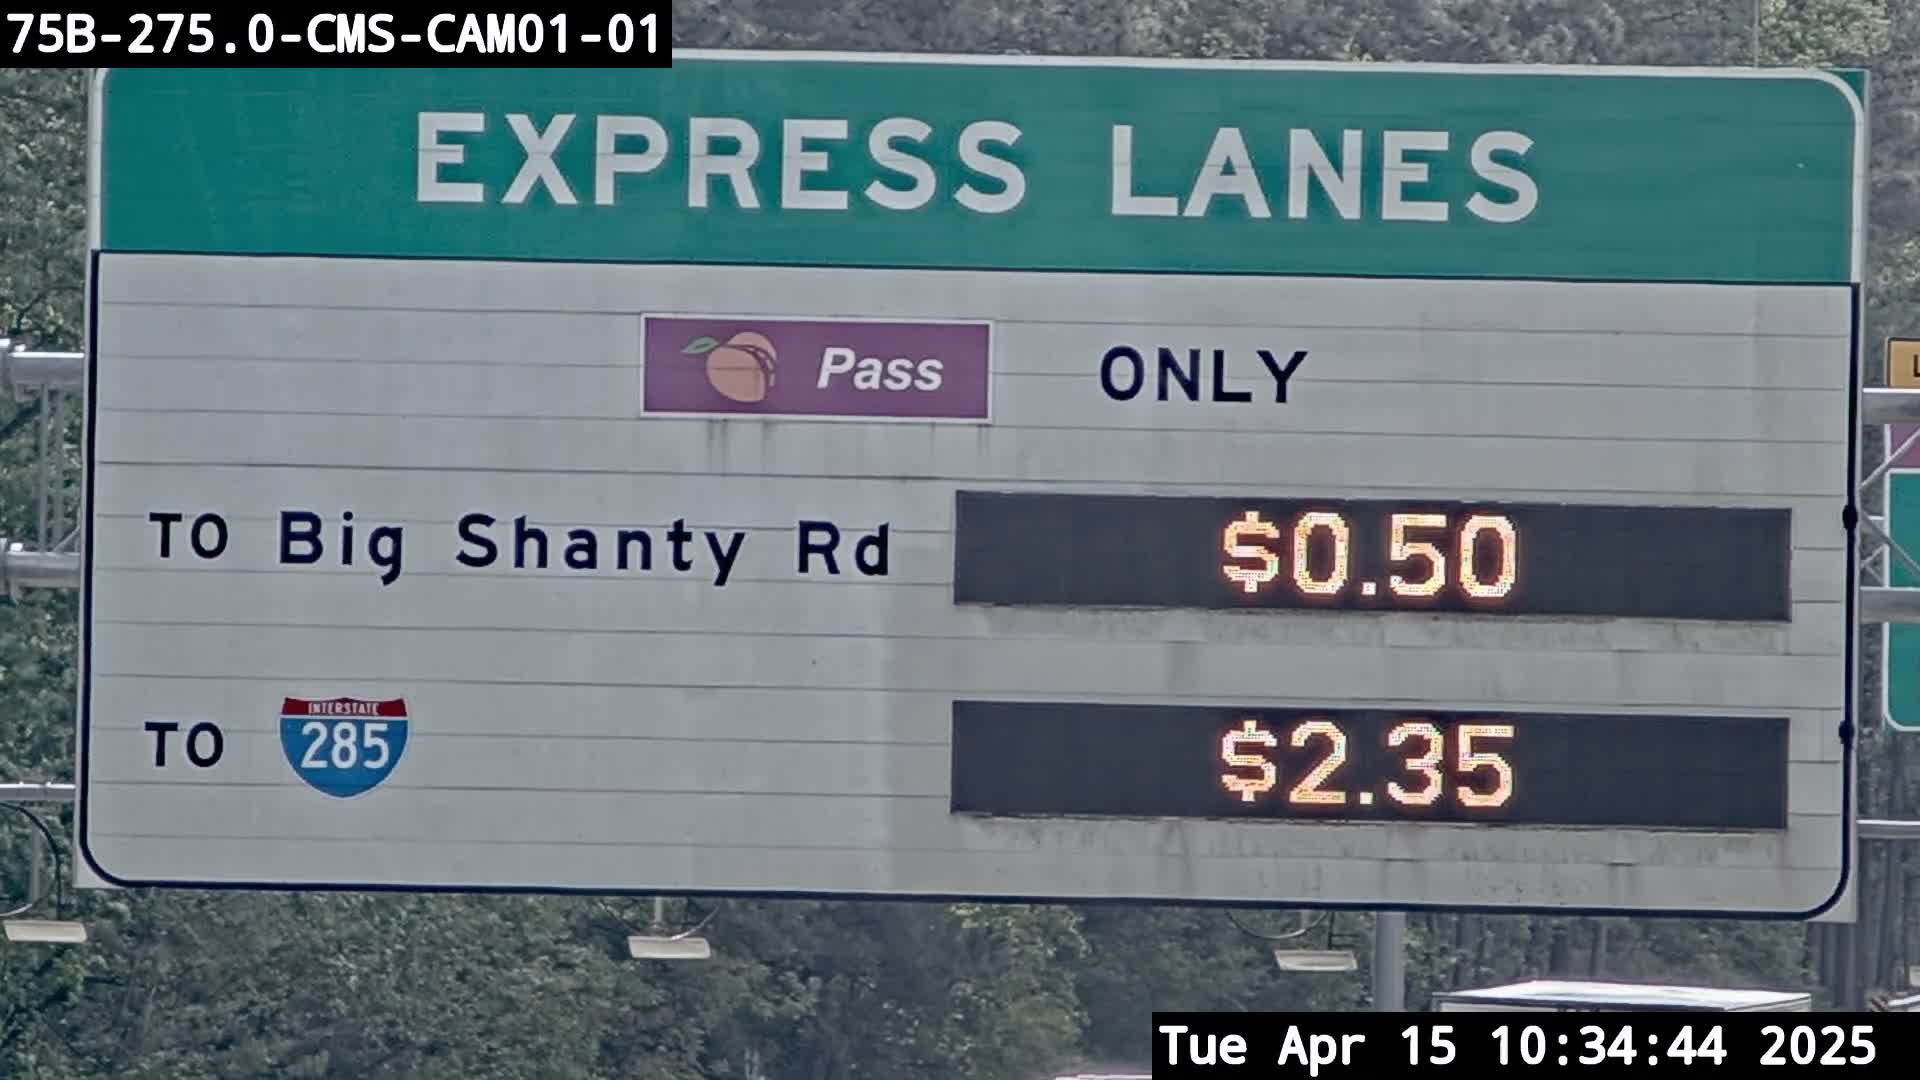 75B-275.0-CMS-CAM01-01
EXPRESS LANES
Pass ONLY
TO Big Shanty Rd $0.50
TO INTERSTATE 285 $2.35
Tue Apr 15 10:34:44 2025